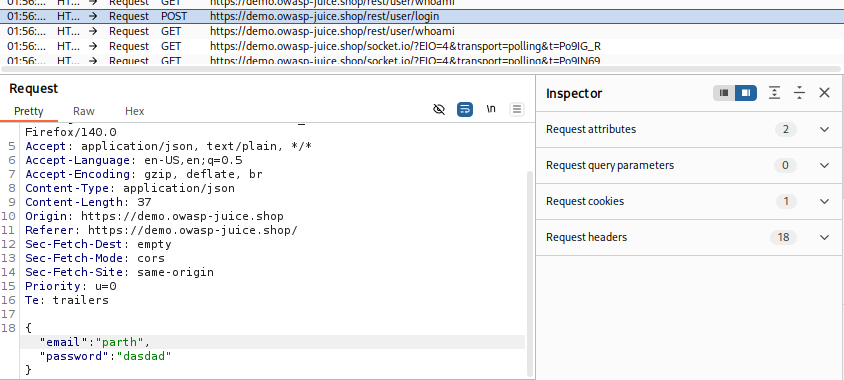 01:56:... HT... → Request GET https://demo.owasp-juice.shop/rest/user/whoami
01:56:... HT... → Request POST https://demo.owasp-juice.shop/rest/user/login
01:56:... HT... → Request GET https://demo.owasp-juice.shop/rest/user/whoami
01:56:... HT... → Request GET https://demo.owasp-juice.shop/socket.io/?EIO=4&transport=polling&t=Po9IG_R
01:56:... HT... → Request GET https://demo.owasp-juice.shop/socket.io/?EIO=4&transport=polling&t=Po9IN69
Request
Pretty Raw Hex
\n
Firefox/140.0
5 Accept: application/json, text/plain, */*
6 Accept-Language: en-US,en;q=0.5
7 Accept-Encoding: gzip, deflate, br
8 Content-Type: application/json
9 Content-Length: 37
10 Origin: https://demo.owasp-juice.shop
11 Referer: https://demo.owasp-juice.shop/
12 Sec-Fetch-Dest: empty
13 Sec-Fetch-Mode: cors
14 Sec-Fetch-Site: same-origin
15 Priority: u=0
16 Te: trailers
17
18 {
"email":"parth",
"password":"dasdad"
}
Inspector
Request attributes 2
Request query parameters 0
Request cookies 1
Request headers 18